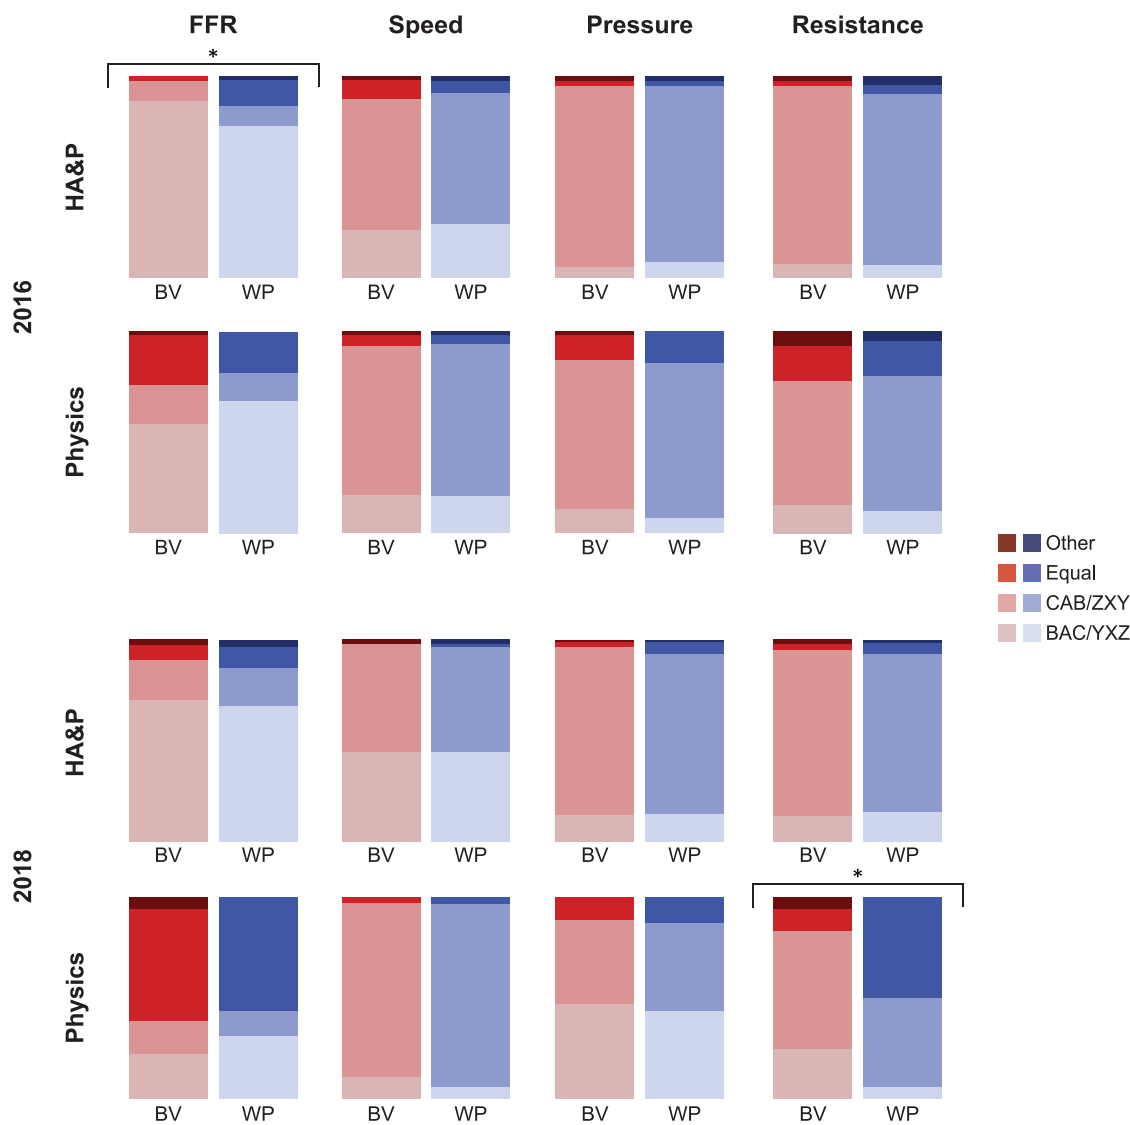 FFR Speed Pressure Resistance
*
2016
HA&P
BV WP BV WP BV WP BV WP
Physics
BV WP BV WP BV WP BV WP
Other
Equal
CAB/ZXY
BAC/YXZ
2018
HA&P
BV WP BV WP BV WP BV WP
*
Physics
BV WP BV WP BV WP BV WP